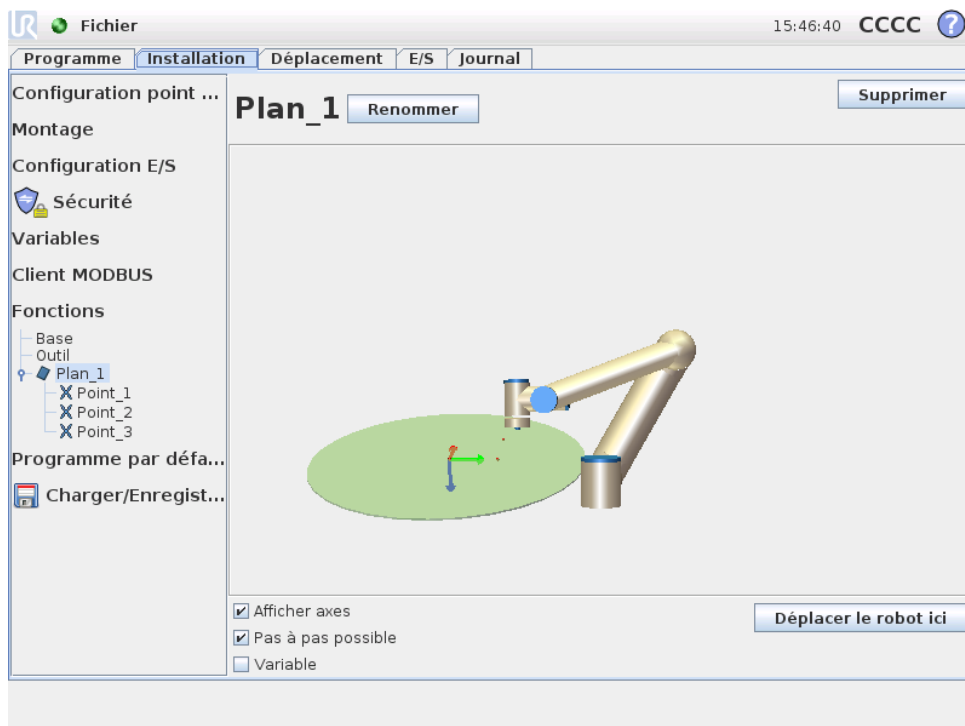 UR Fichier 15:46:40 CCCC ?
Programme Installation Déplacement E/S Journal
Configuration point ...
Plan_1 Renommer Supprimer
Montage
Configuration E/S
Sécurité
Variables
Client MODBUS
Fonctions
Base
Outil
Plan_1
Point_1
Point_2
Point_3
Programme par défa...
Charger/Enregist...
Afficher axes
Pas à pas possible
Variable
Déplacer le robot ici